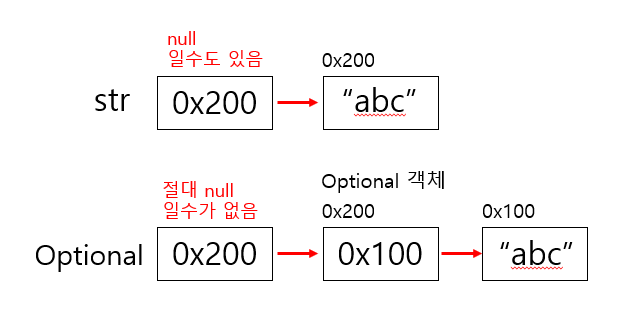 null
일수도 있음
0x200
str
0x200
“abc”
절대 null
일수가 없음
Optional 객체
0x200
0x100
Optional
0x200
0x100
“abc”